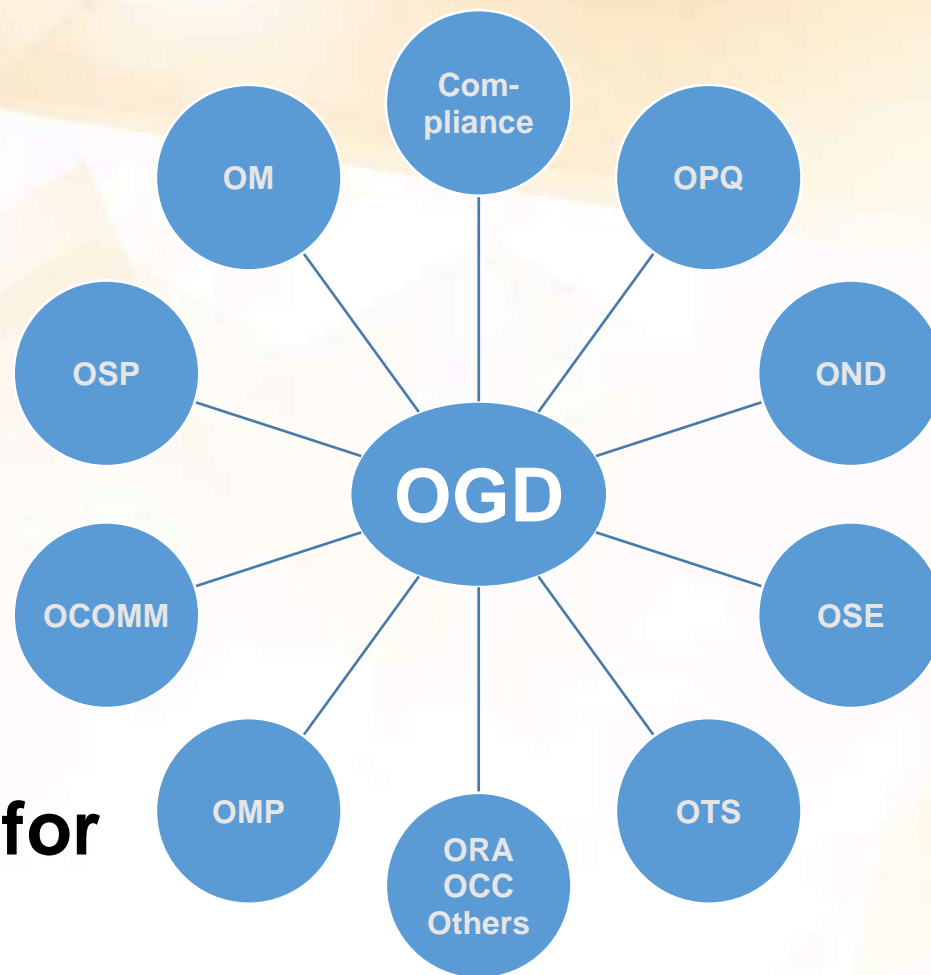 Com-
pliance
OM
OPQ
OSP
OND
OGD
OCOMM
OSE
OMP
OTS
for
ORA
OCC
Others